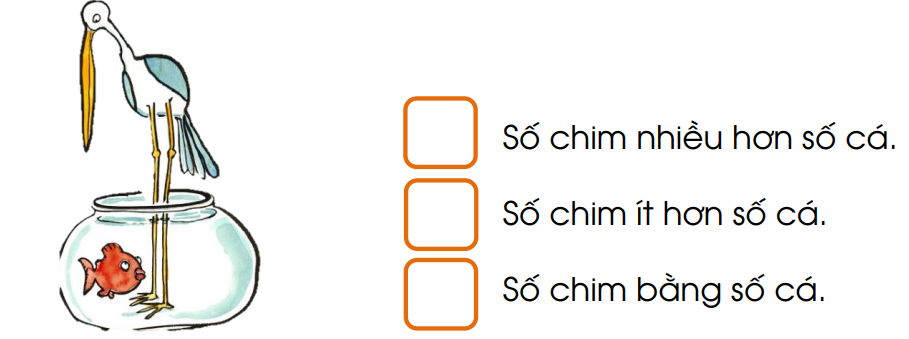 Số chim nhiều hơn số cá.
Số chim ít hơn số cá.
Số chim bằng số cá.